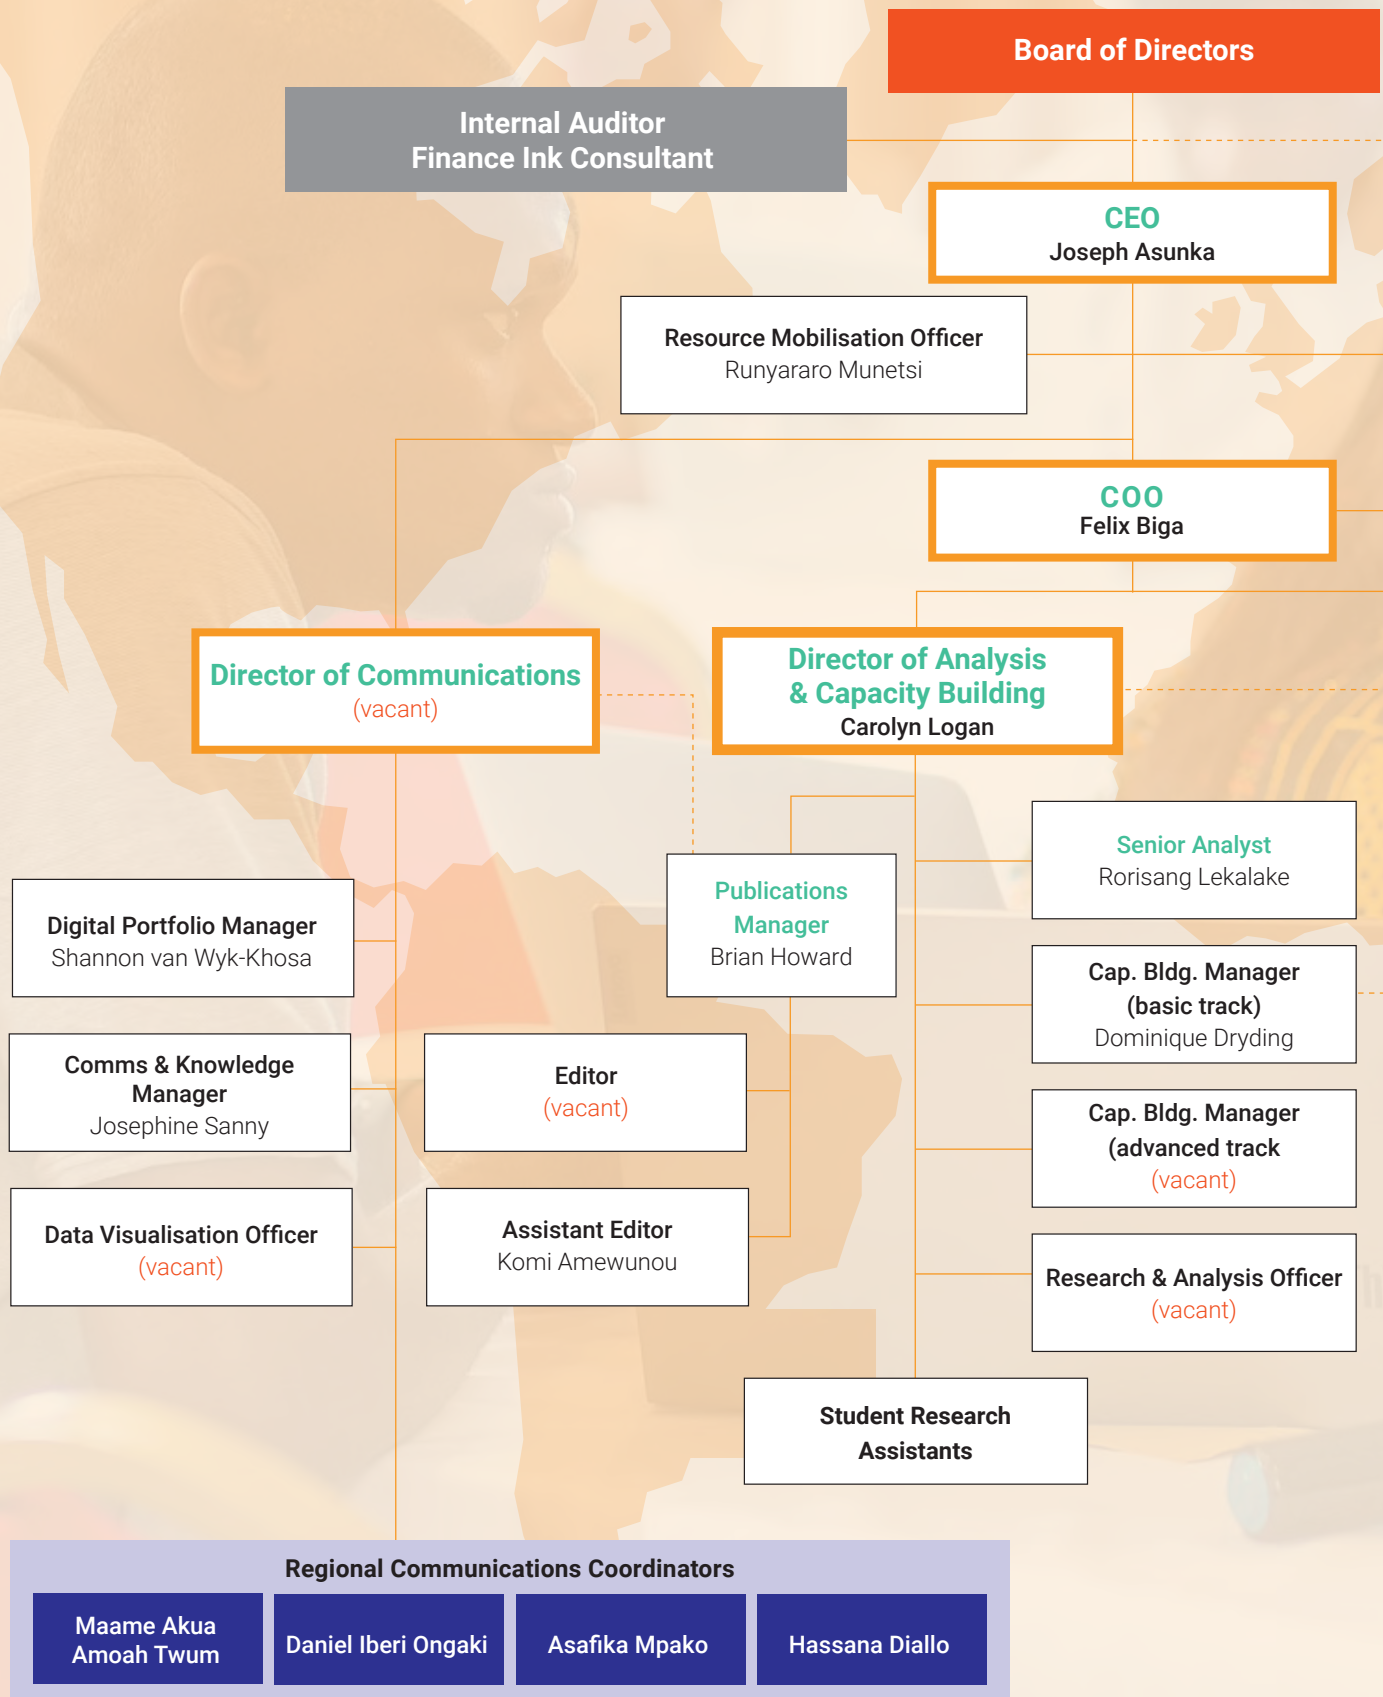 Board of Directors
Internal Auditor
Finance Ink Consultant
CEO
Joseph Asunka
Resource Mobilisation Officer
Runyararo Munetsi
COO
Felix Biga
Director of Communications
(vacant)
Director of Analysis
& Capacity Building
Carolyn Logan
Senior Analyst
Rorisang Lekalake
Publications
Manager
Brian Howard
Digital Portfolio Manager
Shannon van Wyk-Khosa
Cap. Bldg. Manager
(basic track)
Dominique Dryding
Comms & Knowledge
Manager
Josephine Sanny
Editor
(vacant)
Cap. Bldg. Manager
(advanced track
(vacant)
Data Visualisation Officer
(vacant)
Assistant Editor
Komi Amewunou
Research & Analysis Officer
(vacant)
Student Research
Assistants
Regional Communications Coordinators
Maame Akua
Amoah Twum
Daniel Iberi Ongaki
Asafika Mpako
Hassana Diallo